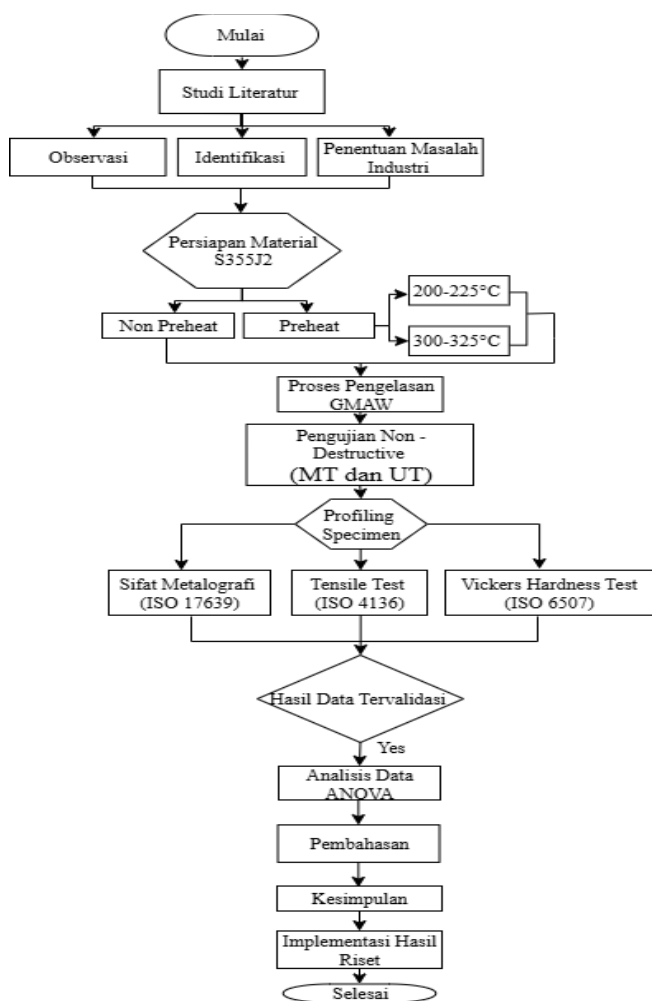 Mulai
Studi Literatur
Observasi
Identifikasi
Penentuan Masalah
Industri
Persiapan Material
S355J2
Non Preheat
Preheat
200-225°C
300-325°C
Proses Pengelasan
GMAW
Pengujian Non -
Destructive
(MT dan UT)
Profiling
Specimen
Sifat Metalografi
(ISO 17639)
Tensile Test
(ISO 4136)
Vickers Hardness Test
(ISO 6507)
Hasil Data Tervalidasi
Yes
Analisis Data
ANOVA
Pembahasan
Kesimpulan
Implementasi Hasil
Riset
Selesai